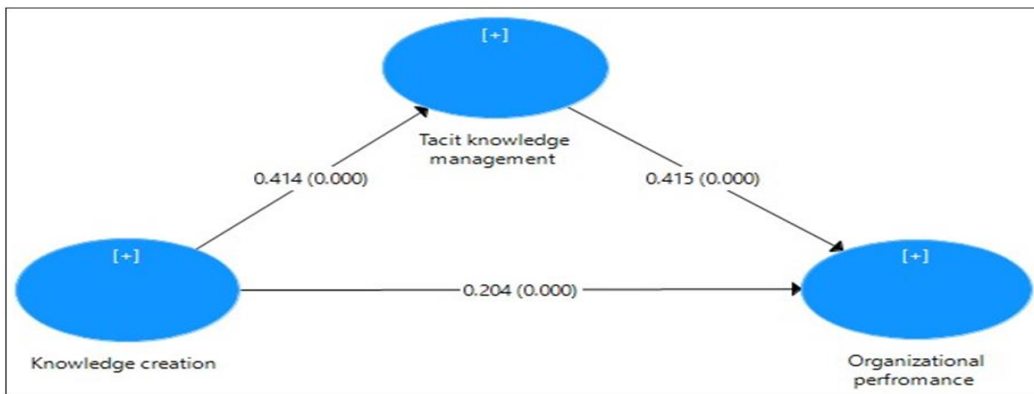 [+]
Tacit knowledge
management
0.414 (0.000)
0.415 (0.000)
[+]
[+]
0.204 (0.000)
Knowledge creation
Organizational
perfromance